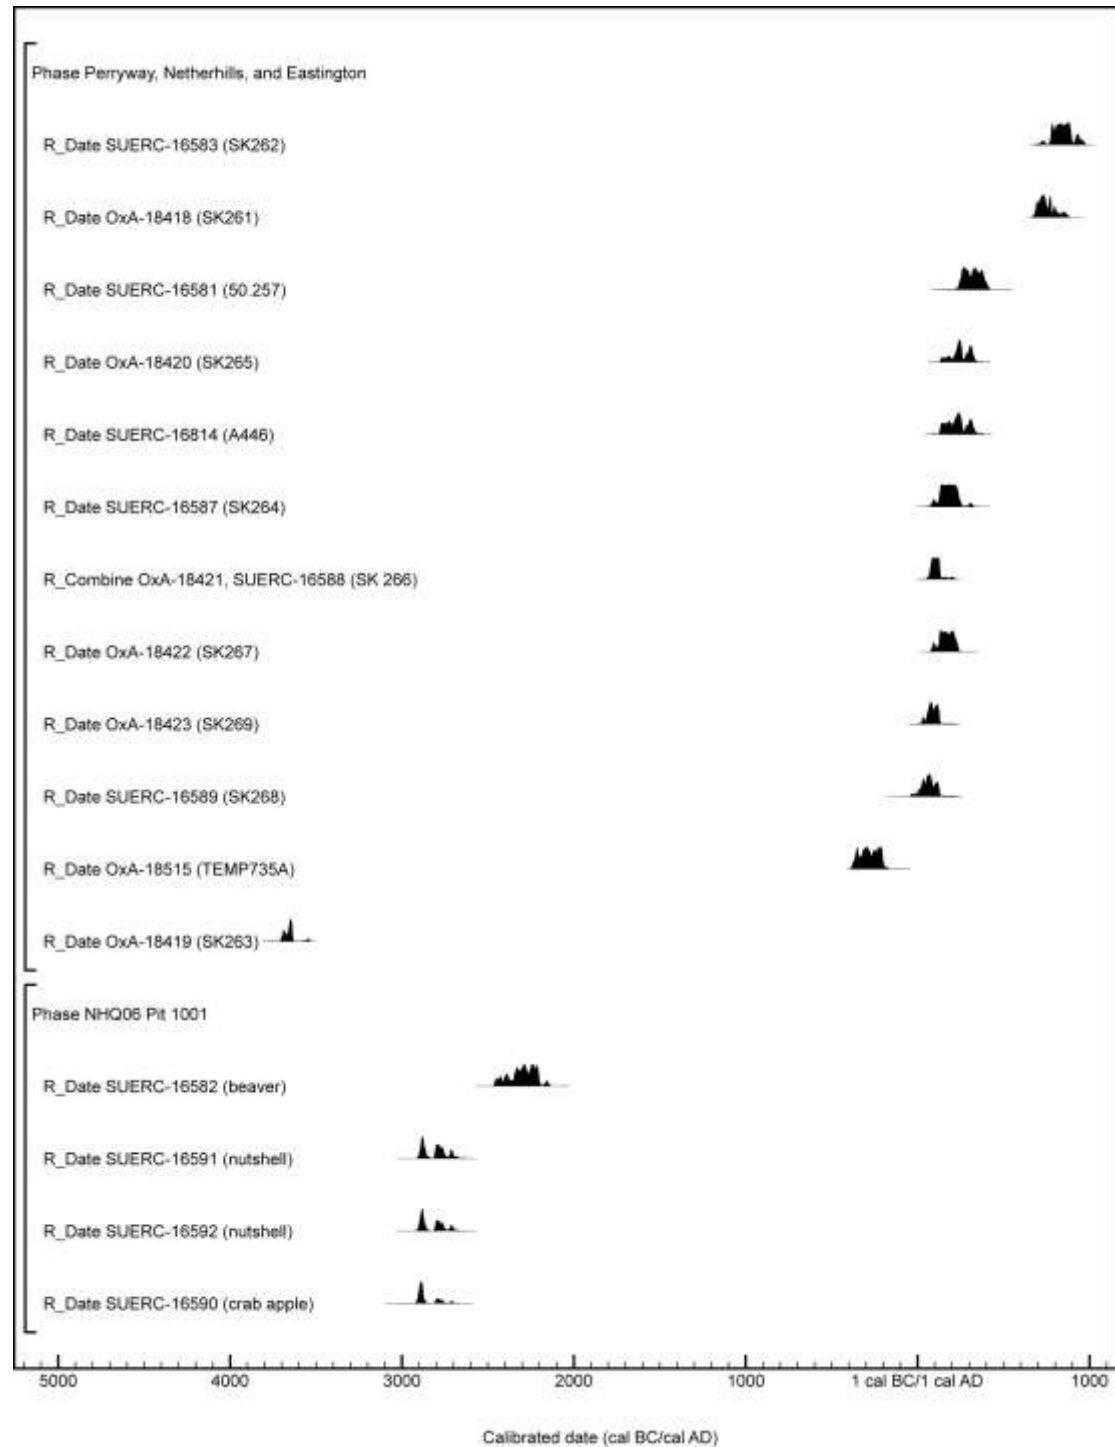 Phase Perryway, Netherhills, and Eastington
R_Date SUERC-16583 (SK262)
R_Date OxA-18418 (SK261)
R_Date SUERC-16581 (50.257)
R_Date OxA-18420 (SK265)
R_Date SUERC-16814 (A446)
R_Date SUERC-16587 (SK264)
R_Combine OxA-18421, SUERC-16588 (SK 266)
R_Date OxA-18422 (SK267)
R_Date OxA-18423 (SK269)
R_Date SUERC-16589 (SK268)
R_Date OxA-18515 (TEMP735A)
R_Date OxA-18419 (SK263)
Phase NHQ06 Pit 1001
R_Date SUERC-16582 (beaver)
R_Date SUERC-16591 (nutshell)
R_Date SUERC-16592 (nutshell)
R_Date SUERC-16590 (crab apple)
5000 4000 3000 2000 1000 1 cal BC/1 cal AD 1000
Calibrated date (cal BC/cal AD)